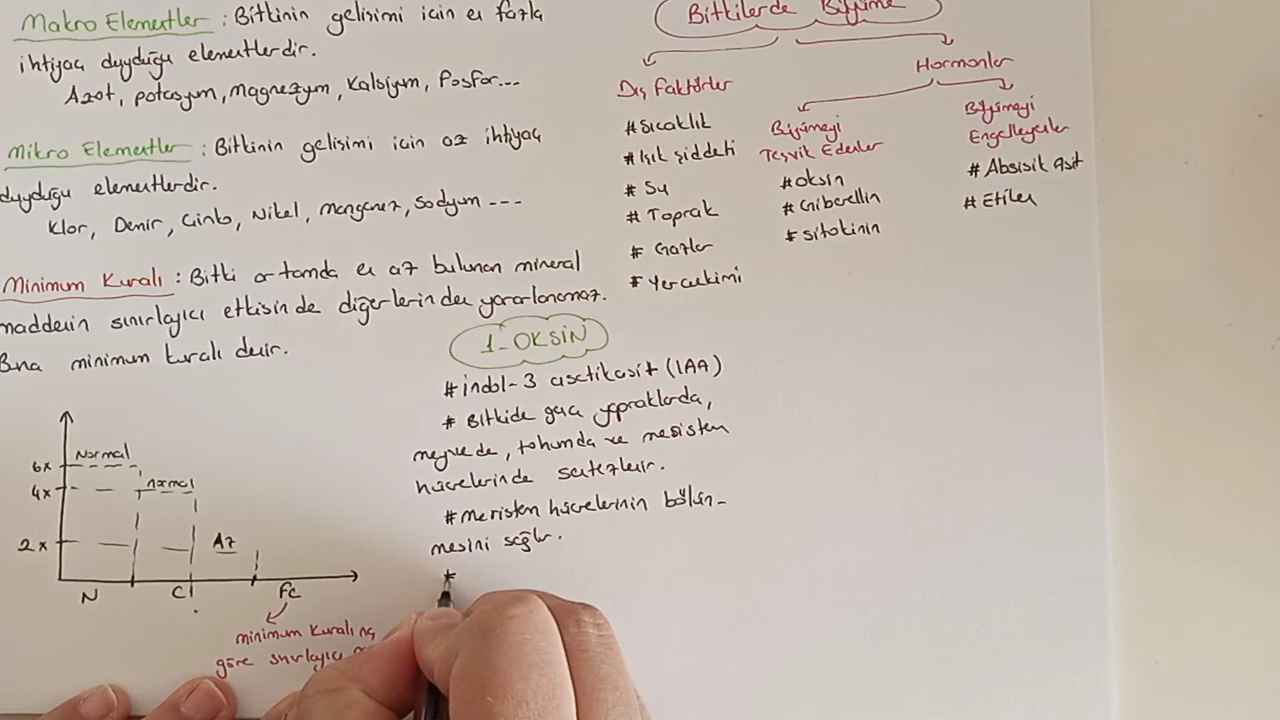 Makro Elementler : Bitkinin gelişimi için en fazla
ihtiyaç duyduğu elementlerdir.
Azot, potasyum, magnezyum, Kalsiyum, Fosfor...
Mikro Elementler : Bitkinin gelişimi için az ihtiyaç
duyduğu elementlerdir.
Klor, Demir, Çinko, Nikel, mangenez, Sodyum ---
Minimum Kuralı : Bitki ortamda en az bulunan mineral
maddenin sınırlayıcı etkisinde diğerlerinden yararlanamaz.
Buna minimum kuralı denir.
6x Normal
4x normal
2x Az
N Cl Fe
minimum Kuralına
göre sınırlayıcı
Bitkilerde Büyüme
Dış faktörler
# Sıcaklık
# Işık şiddeti
# Su
# Toprak
# Gazlar
# Yerçekimi
Hormonlar
Büyümeyi
Teşvik Edenler
# oksin
# Giberellin
# sitokinin
Büyümeyi
Engelleyenler
# Absisik Asit
# Etilen
1-OKSİN
# indol-3 asetikasit (IAA)
# Bitkide genç yapraklarda,
meyvede, tohumda ve meristem
hücrelerinde sentezlenir.
# Meristem hücrelerinin bölün-
mesini sağlar.